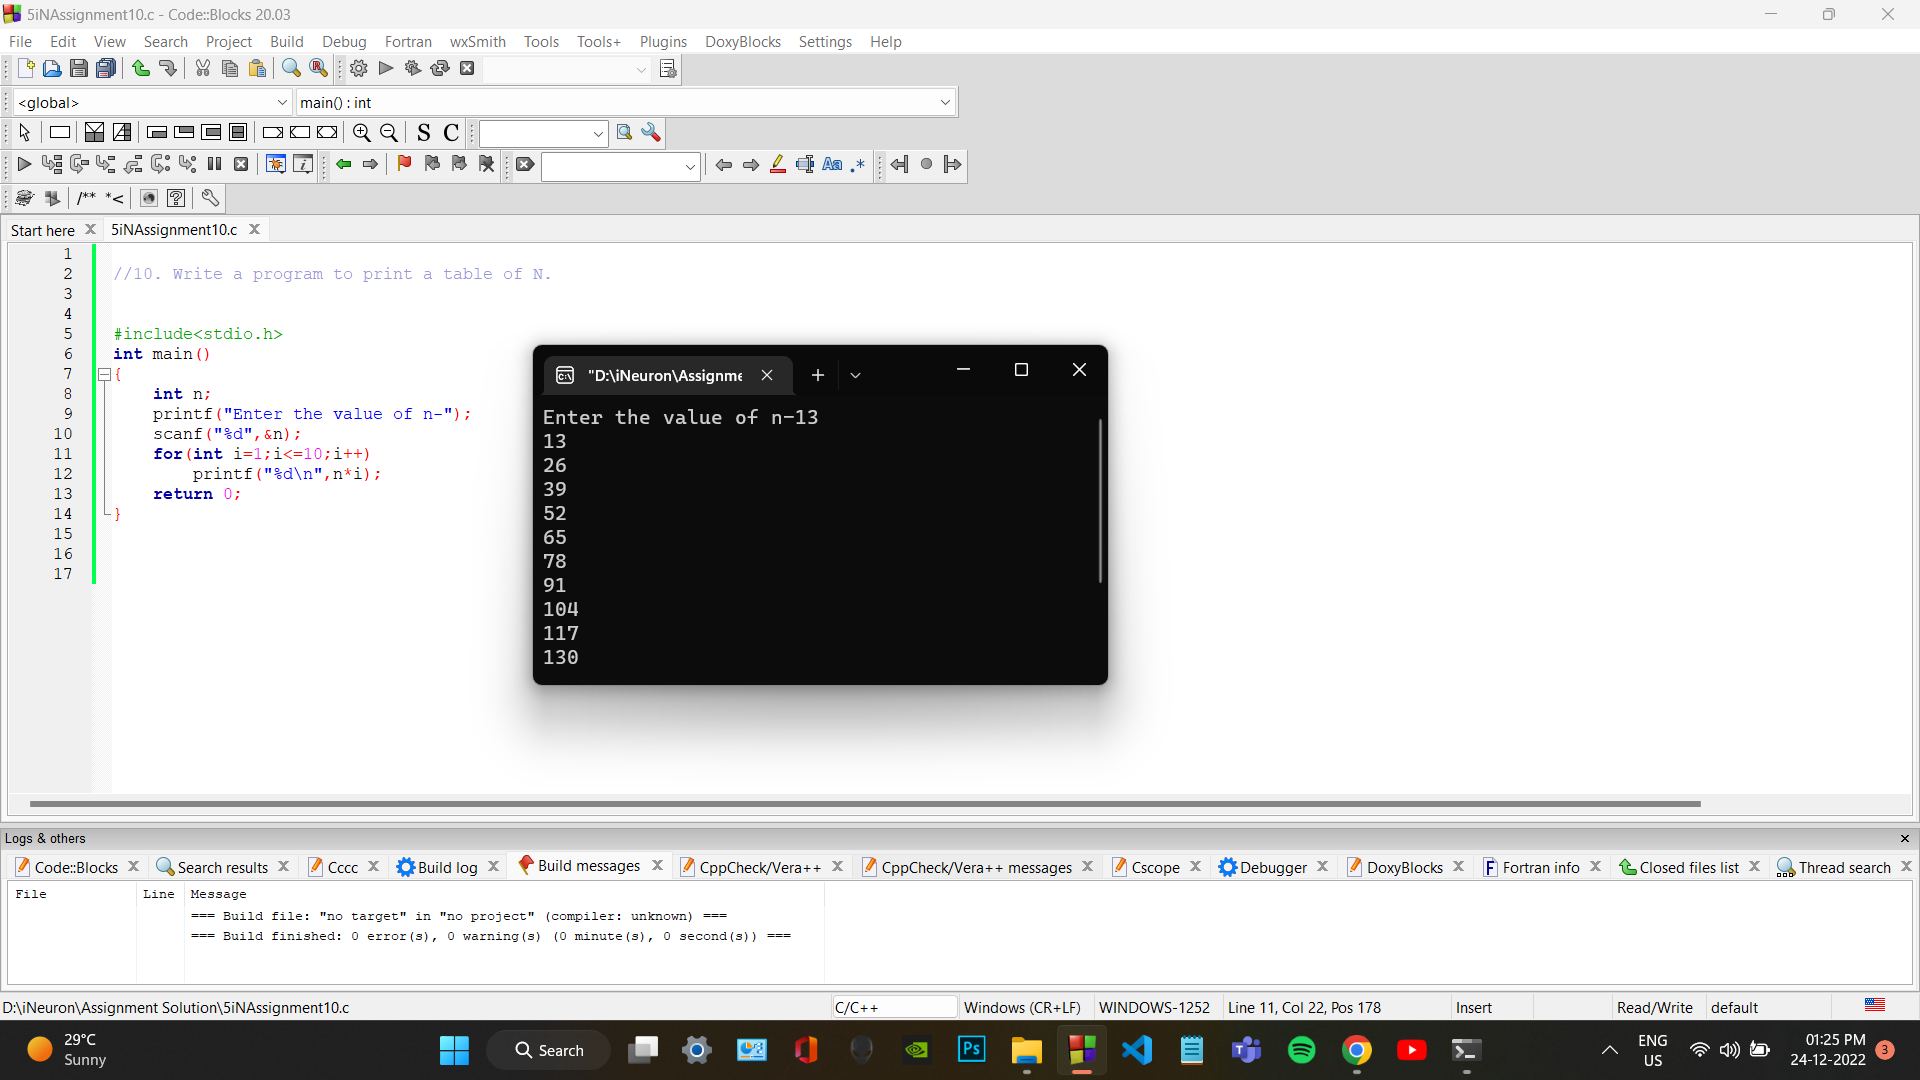 5iNAssignment10.c - Code::Blocks 20.03
File Edit View Search Project Build Debug Fortran wxSmith Tools Tools+ Plugins DoxyBlocks Settings Help
<global> main() : int
S C
Aa .*
/** *<
Start here 5iNAssignment10.c
1
2 //10. Write a program to print a table of N.
3
4
5 #include<stdio.h>
6 int main()
7 {
8 int n;
9 printf("Enter the value of n-");
10 scanf("%d",&n);
11 for(int i=1;i<=10;i++)
12 printf("%d\n",n*i);
13 return 0;
14 }
15
16
17
"D:\iNeuron\Assignme
Enter the value of n-13
13
26
39
52
65
78
91
104
117
130
Logs & others
Code::Blocks Search results Cccc Build log Build messages CppCheck/Vera++ CppCheck/Vera++ messages Cscope Debugger DoxyBlocks Fortran info Closed files list Thread search
File Line Message
=== Build file: "no target" in "no project" (compiler: unknown) ===
=== Build finished: 0 error(s), 0 warning(s) (0 minute(s), 0 second(s)) ===
D:\iNeuron\Assignment Solution\5iNAssignment10.c C/C++ Windows (CR+LF) WINDOWS-1252 Line 11, Col 22, Pos 178 Insert Read/Write default
29°C
Sunny
Search
Ps
ENG
US
01:25 PM
24-12-2022
3